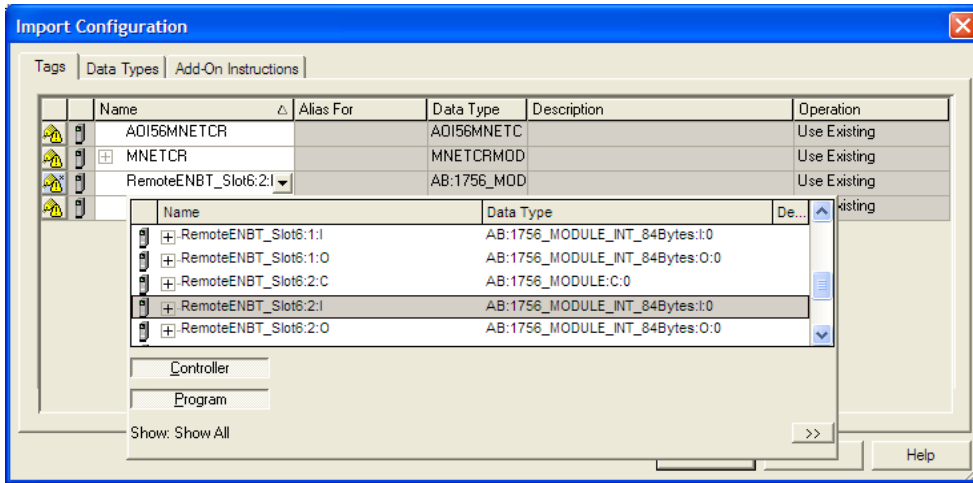 Import Configuration
Tags Data Types Add-On Instructions
Name Alias For Data Type Description Operation
AOI56MNETCR AOI56MNETC Use Existing
MNETCR MNETCRMOD Use Existing
RemoteENBT_Slot6:2:I AB:1756_MOD Use Existing
Name Data Type De...
RemoteENBT_Slot6:1:I AB:1756_MODULE_INT_84Bytes:I:0
RemoteENBT_Slot6:1:O AB:1756_MODULE_INT_84Bytes:O:0
RemoteENBT_Slot6:2:C AB:1756_MODULE:C:0
RemoteENBT_Slot6:2:I AB:1756_MODULE_INT_84Bytes:I:0
RemoteENBT_Slot6:2:O AB:1756_MODULE_INT_84Bytes:O:0
Controller
Program
Show: Show All >>
Help